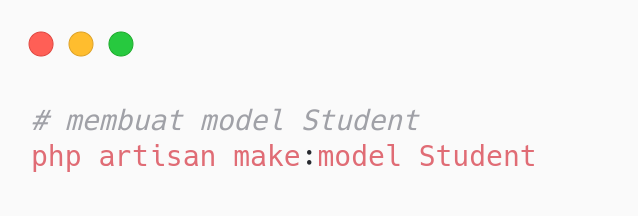 # membuat model Student
php artisan make:model Student